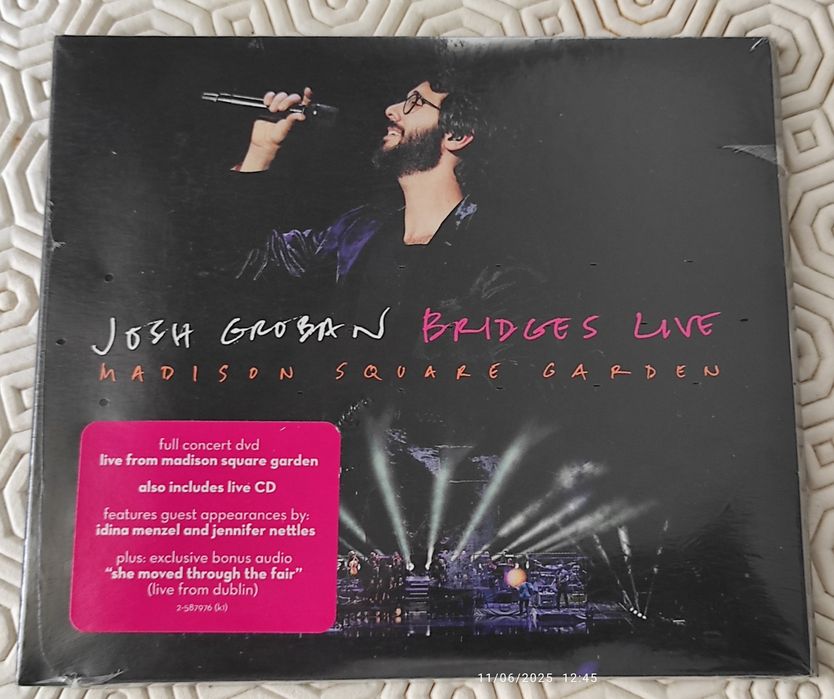 JOSH GROBAN BRIDGES LIVE
MADISON SQUARE GARDEN
full concert dvd
live from madison square garden
also includes live CD
features guest appearances by:
idina menzel and jennifer nettles
plus: exclusive bonus audio
“she moved through the fair”
(live from dublin)
2-587976 (k1)
11/06/2025 12:45